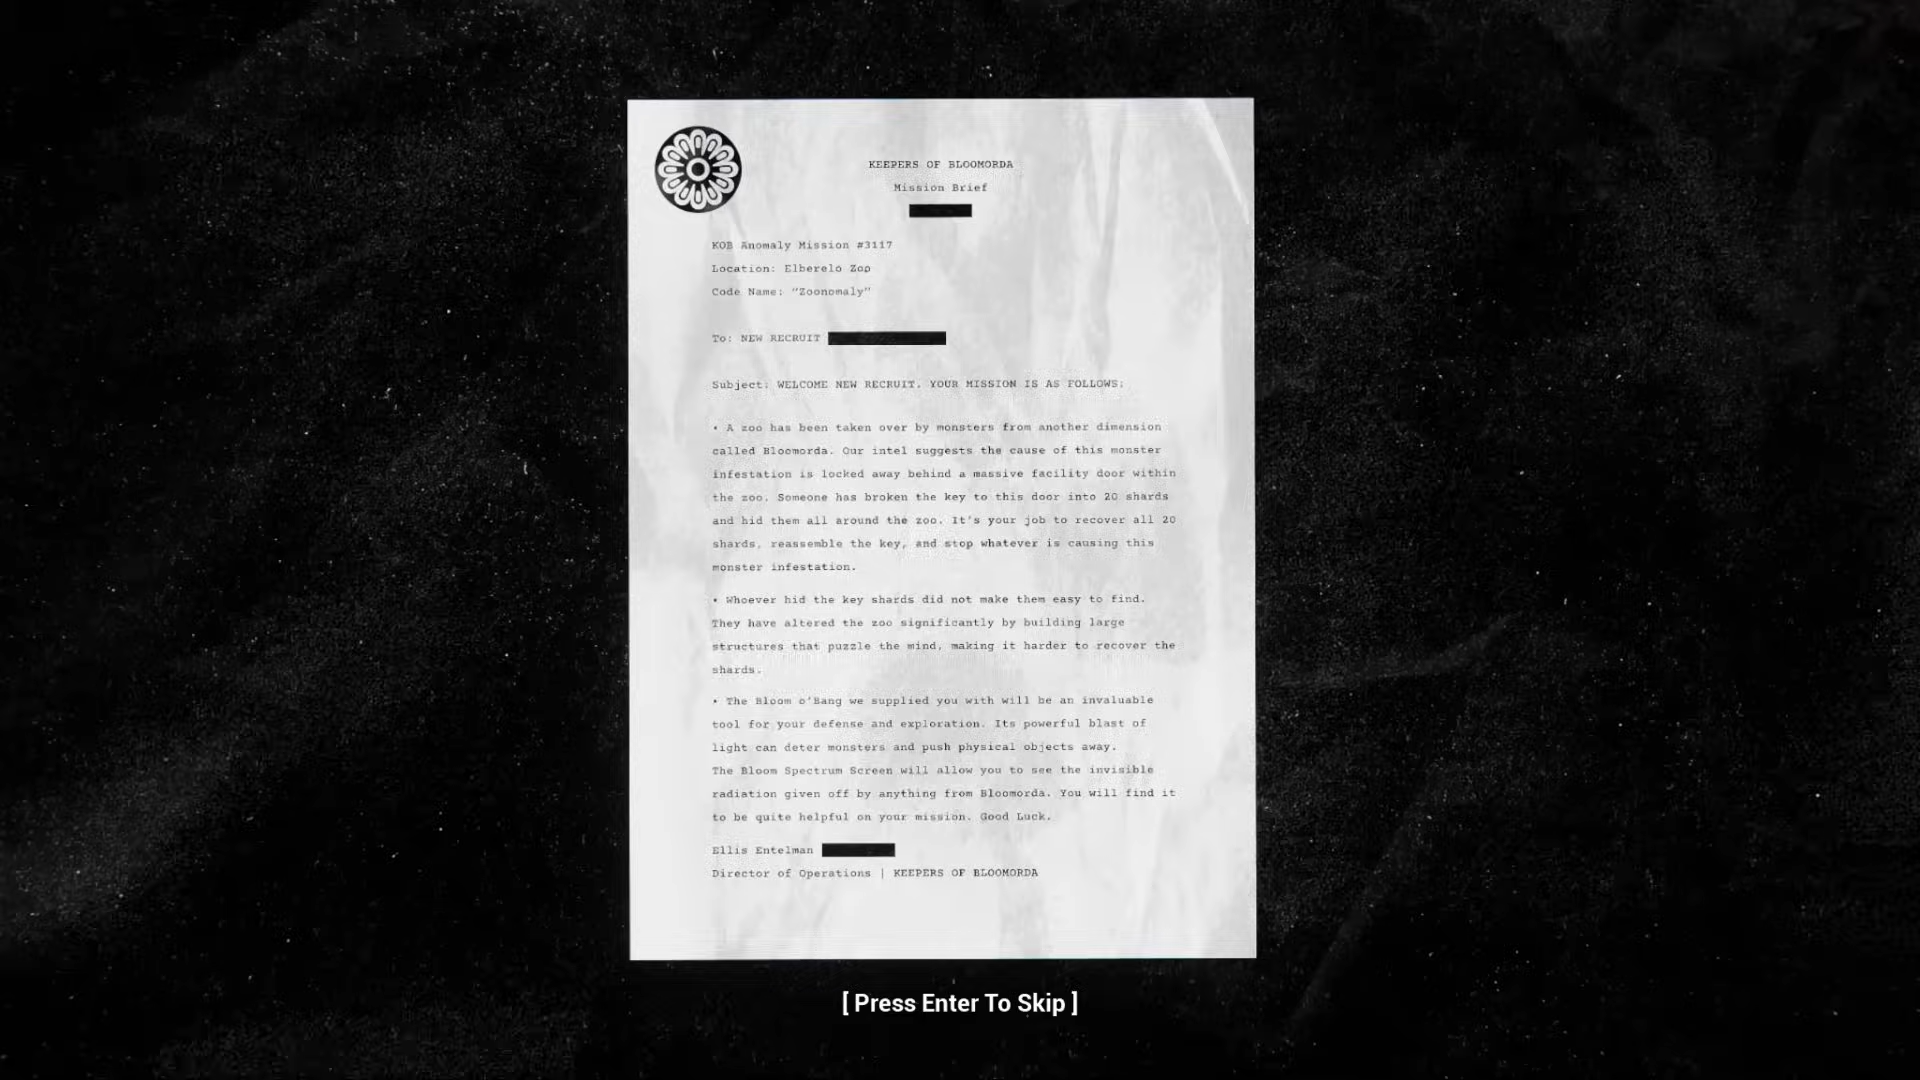 KEEPERS OF BLOOMORDA
Mission Brief
KOB Anomaly Mission #3117
Location: Elberelo Zoo
Code Name: “Zoonomaly”
To: NEW RECRUIT
Subject: WELCOME NEW RECRUIT. YOUR MISSION IS AS FOLLOWS:
• A zoo has been taken over by monsters from another dimension
called Bloomorda. Our intel suggests the cause of this monster
infestation is locked away behind a massive facility door within
the zoo. Someone has broken the key to this door into 20 shards
and hid them all around the zoo. It's your job to recover all 20
shards, reassemble the key, and stop whatever is causing this
monster infestation.
• Whoever hid the key shards did not make them easy to find.
They have altered the zoo significantly by building large
structures that puzzle the mind, making it harder to recover the
shards.
• The Bloom o'Bang we supplied you with will be an invaluable
tool for your defense and exploration. Its powerful blast of
light can deter monsters and push physical objects away.
The Bloom Spectrum Screen will allow you to see the invisible
radiation given off by anything from Bloomorda. You will find it
to be quite helpful on your mission. Good Luck.
Ellis Entelman
Director of Operations | KEEPERS OF BLOOMORDA
[ Press Enter To Skip ]